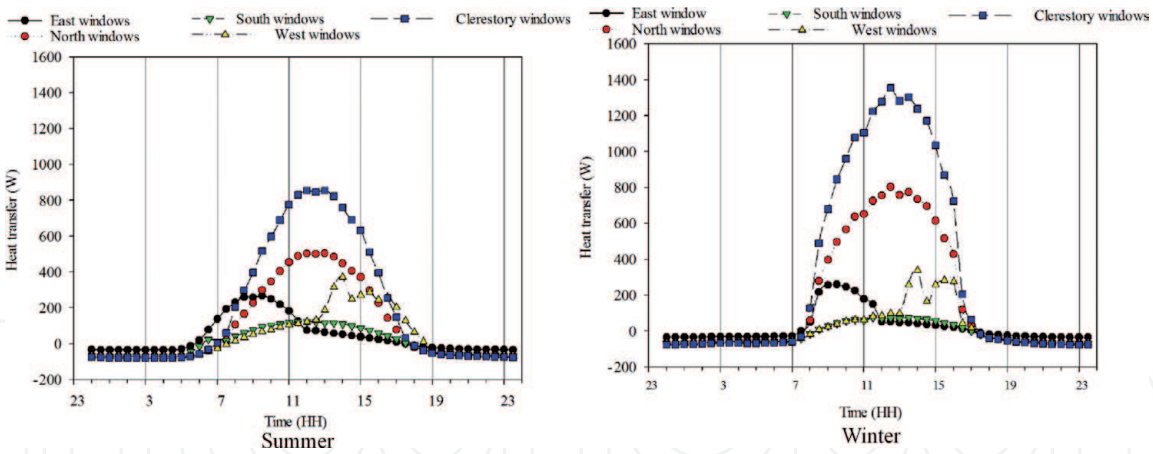 East window South windows Clerestory windows
North windows West windows
1600
1400
1200
1000
800
600
400
200
0
-200
Heat transfer (W)
23 3 7 11 15 19 23
Time (HH)
Summer
East window South windows Clerestory windows
North windows West windows
1600
1400
1200
1000
800
600
400
200
0
-200
Heat transfer (W)
23 3 7 11 15 19 23
Time (HH)
Winter